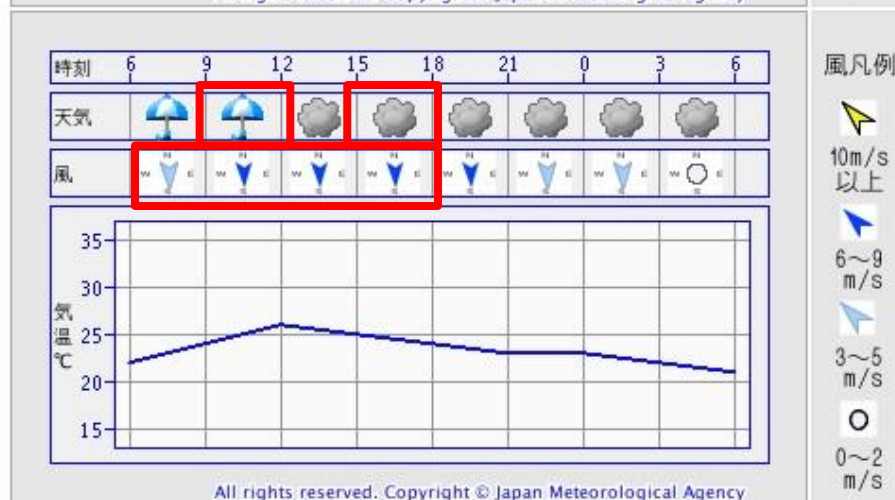 時刻 6 9 12 15 18 21 0 3 6
天気
風
N N N N N N N N
W E W E W E W E W E W E W E W E
S S S S S S S S
35
30
25
20
15
気温℃
All rights reserved. Copyright © Japan Meteorological Agency
風凡例
10m/s
以上
6〜9
m/s
3〜5
m/s
0〜2
m/s